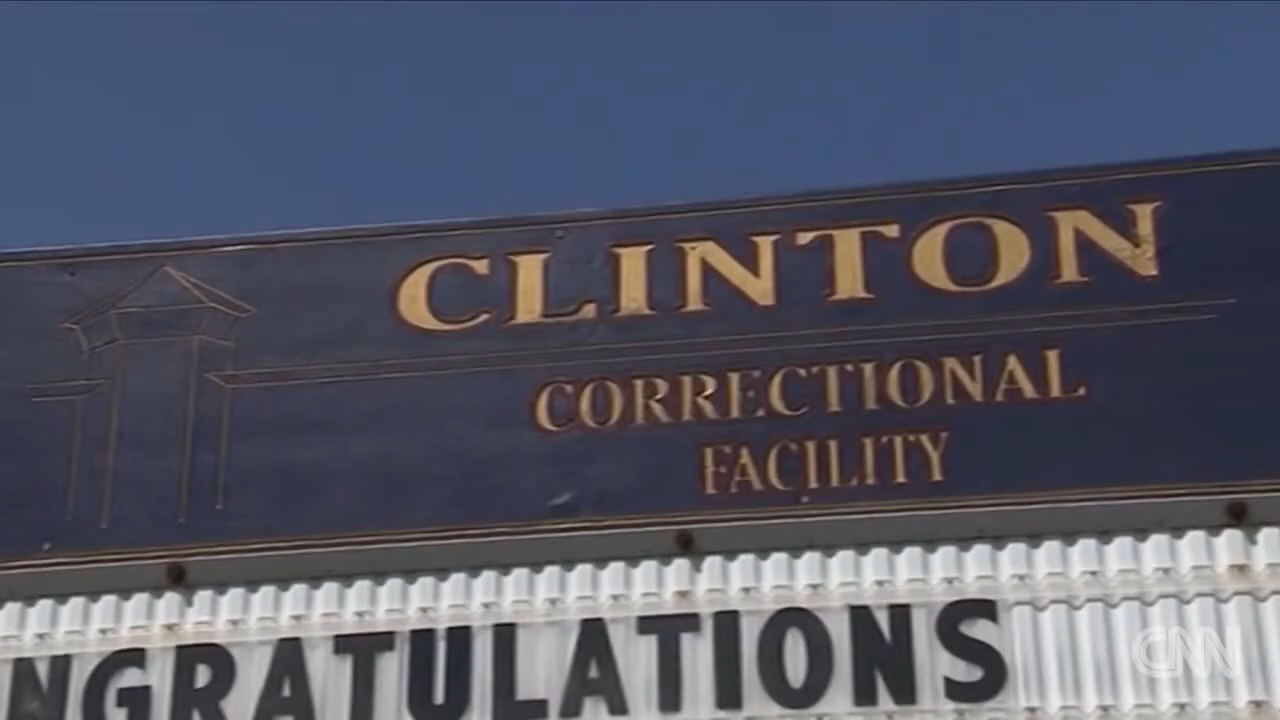 CLINTON
CORRECTIONAL
FACILITY
NGRATULATIONS
CNN